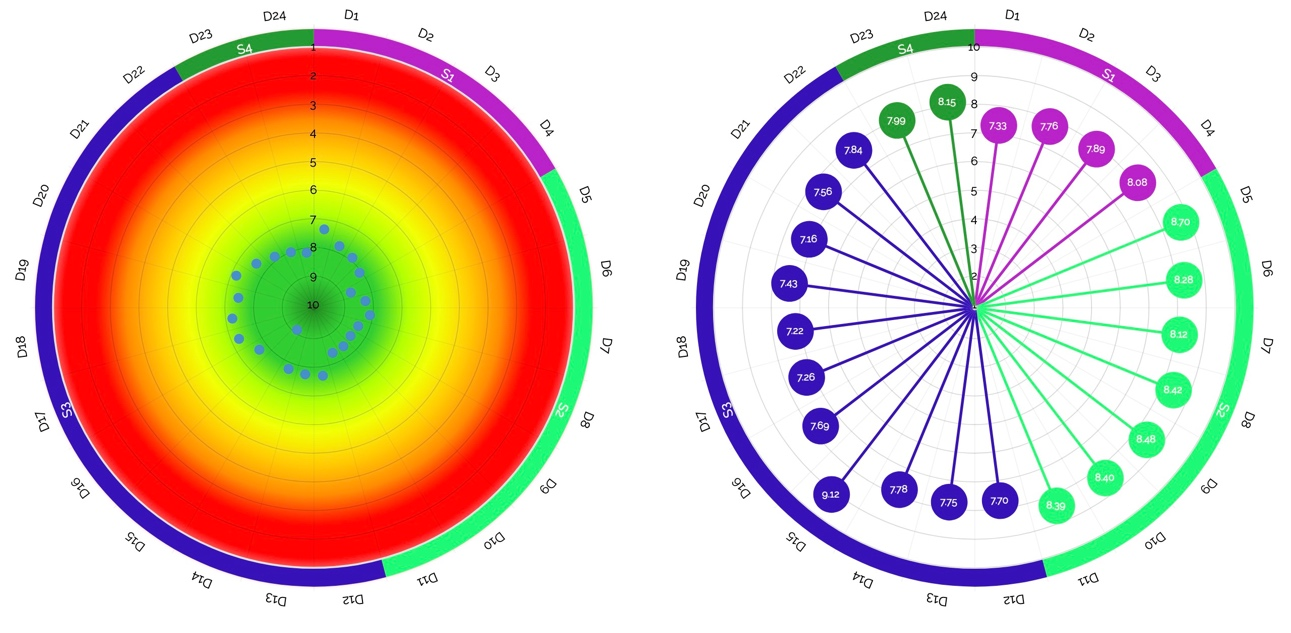 D1
D2
D3
D4
D5
D6
D7
D8
D9
D10
D11
D12
D13
D14
D15
D16
D17
D18
D19
D20
D21
D22
D23
D24
S1
S2
S3
S4
1
2
3
4
5
6
7
8
9
10
D1
D2
D3
D4
D5
D6
D7
D8
D9
D10
D11
D12
D13
D14
D15
D16
D17
D18
D19
D20
D21
D22
D23
D24
S1
S2
S3
S4
10
9
8
7
6
5
4
3
2
1
7.33
7.76
7.89
8.08
8.70
8.28
8.12
8.42
8.48
8.40
8.39
7.70
7.75
7.78
9.12
7.69
7.26
7.22
7.43
7.16
7.56
7.84
7.99
8.15